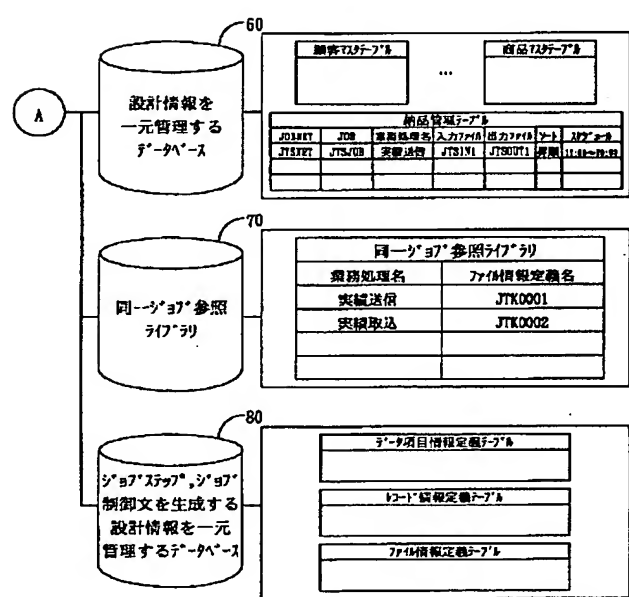 60
顧客マスタテーブル
商品マスタテーブル
…
A
設計情報を
一元管理する
データベース
納品管理テーブル
JOBNET JOB 業務処理名 入力ファイル 出力ファイル ソート スケジュール
JTSNET JTSJOB 実績送信 JTSIN1 JTSOUT1 昇順
70
同一ジョブ参照
ライブラリ
同一ジョブ参照ライブラリ
業務処理名 ファイル情報定義名
実績送信 JTK0001
実績取込 JTK0002
80
ジョブステップ,ジョブ
制御文を生成する
設計情報を一元
管理するデータベース
データ項目情報定義テーブル
レコード情報定義テーブル
ファイル情報定義テーブル